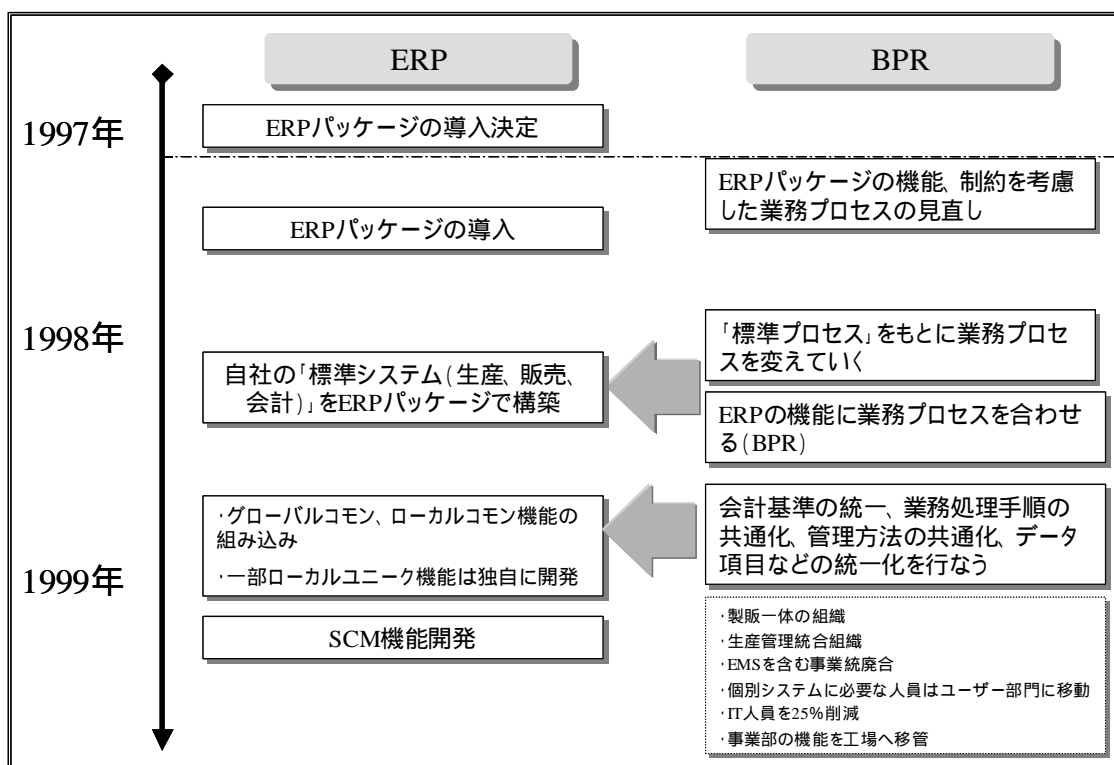 ERP
BPR
1997年
ERPパッケージの導入決定
ERPパッケージの機能、制約を考慮
した業務プロセスの見直し
ERPパッケージの導入
1998年
「標準プロセス」をもとに業務プロセ
スを変えていく
自社の「標準システム(生産、販売、
会計)」をERPパッケージで構築
ERPの機能に業務プロセスを合わせ
る(BPR)
1999年
・グローバルコモン、ローカルコモン機能の
組み込み
・一部ローカルユニーク機能は独自に開発
会計基準の統一、業務処理手順の
共通化、管理方法の共通化、データ
項目などの統一化を行なう
SCM機能開発
・製販一体の組織
・生産管理統合組織
・EMSを含む事業統廃合
・個別システムに必要な人員はユーザー部門に移動
・IT人員を25%削減
・事業部の機能を工場へ移管